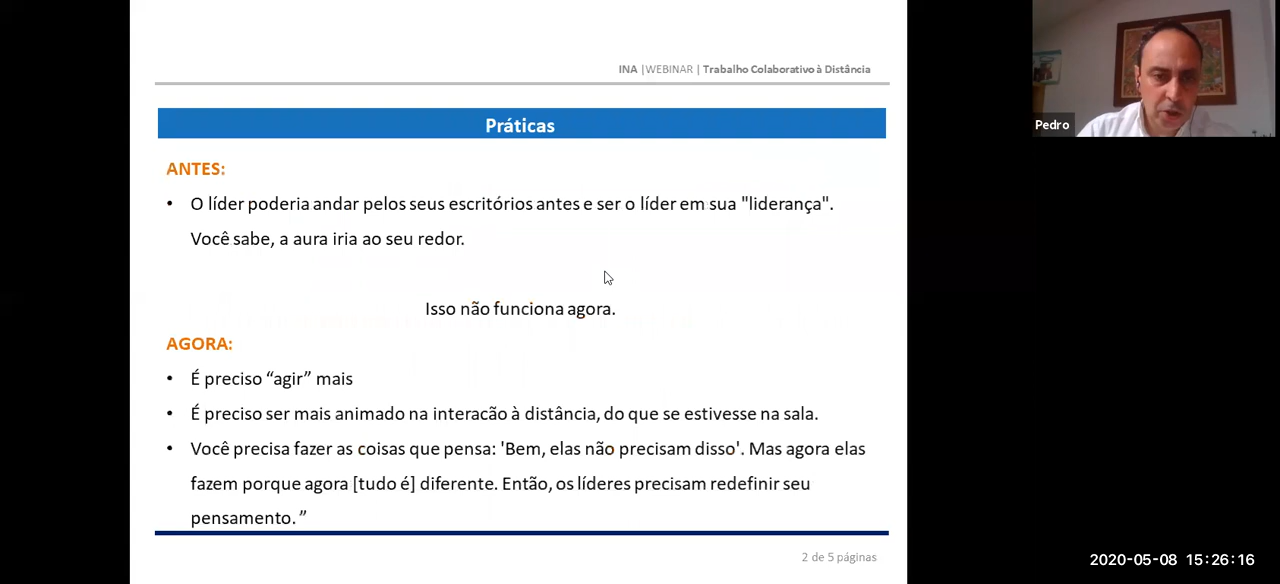 INA |WEBINAR | Trabalho Colaborativo à Distância
Práticas
Pedro
ANTES:
• O líder poderia andar pelos seus escritórios antes e ser o líder em sua "liderança".
Você sabe, a aura iria ao seu redor.
Isso não funciona agora.
AGORA:
• É preciso “agir” mais
• É preciso ser mais animado na interacão à distância, do que se estivesse na sala.
• Você precisa fazer as coisas que pensa: 'Bem, elas não precisam disso'. Mas agora elas
fazem porque agora [tudo é] diferente. Então, os líderes precisam redefinir seu
pensamento.”
2 de 5 páginas
2020-05-08 15:26:16